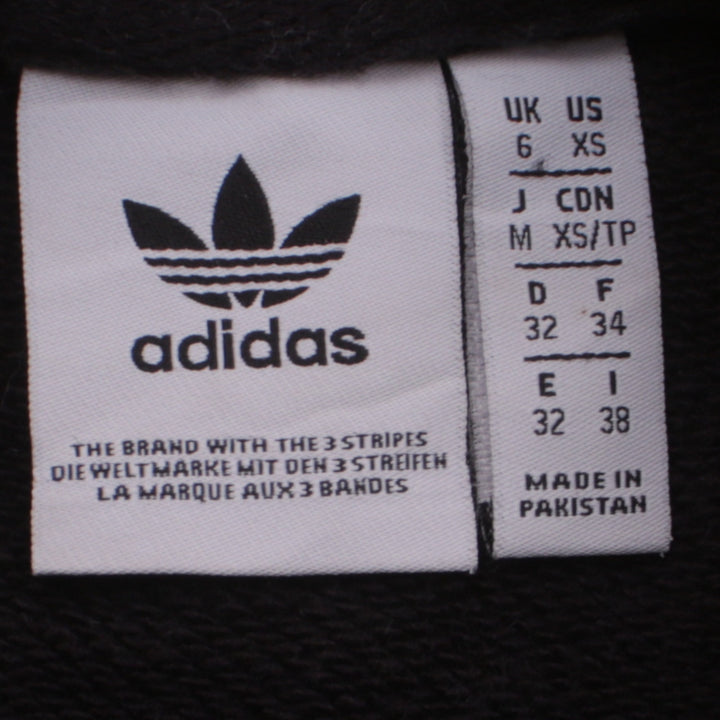 adidas
THE BRAND WITH THE 3 STRIPES
DIE WELTMARKE MIT DEN 3 STREIFEN
LA MARQUE AUX 3 BANDES
UK US
6 XS
J CDN
M XS/TP
D F
32 34
E I
32 38
MADE IN
PAKISTAN